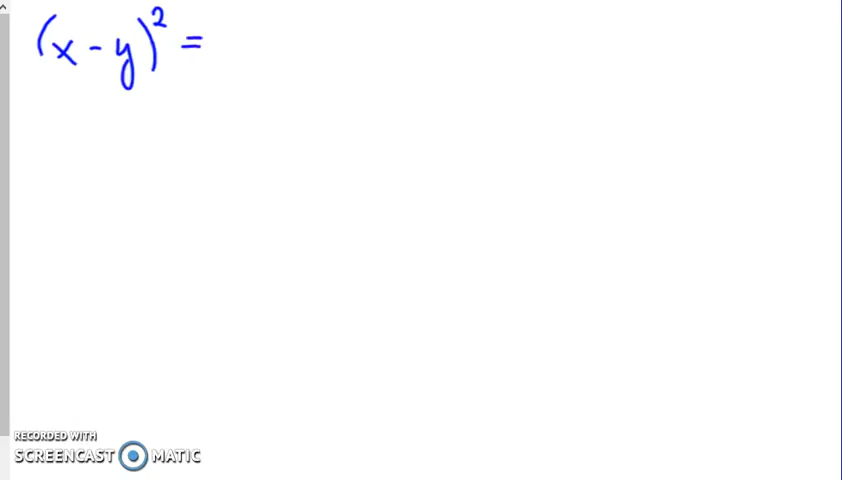 (x - y)² =
RECORDED WITH
SCREENCAST MATIC